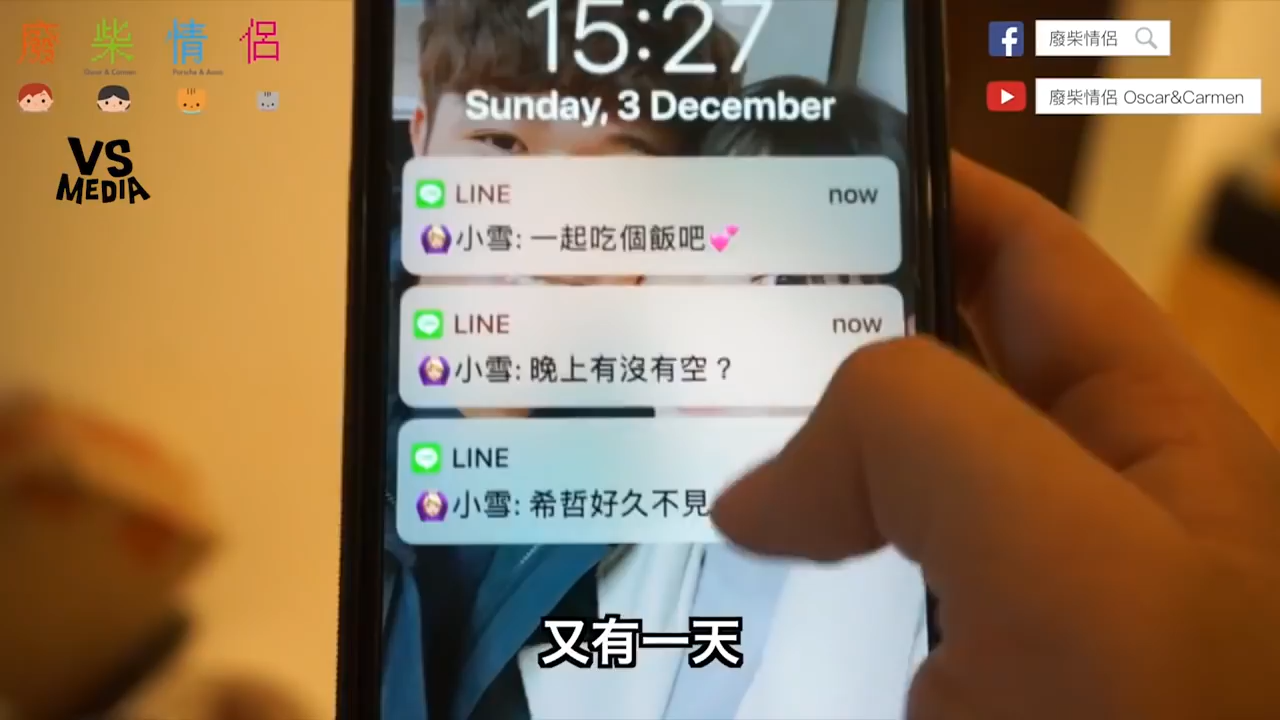 廢柴情侶
VS
MEDIA
廢柴情侶
廢柴情侶 Oscar&Carmen
15:27
Sunday, 3 December
LINE
now
小雪: 一起吃個飯吧💕
LINE
now
小雪: 晚上有沒有空？
LINE
小雪: 希哲好久不見
又有一天